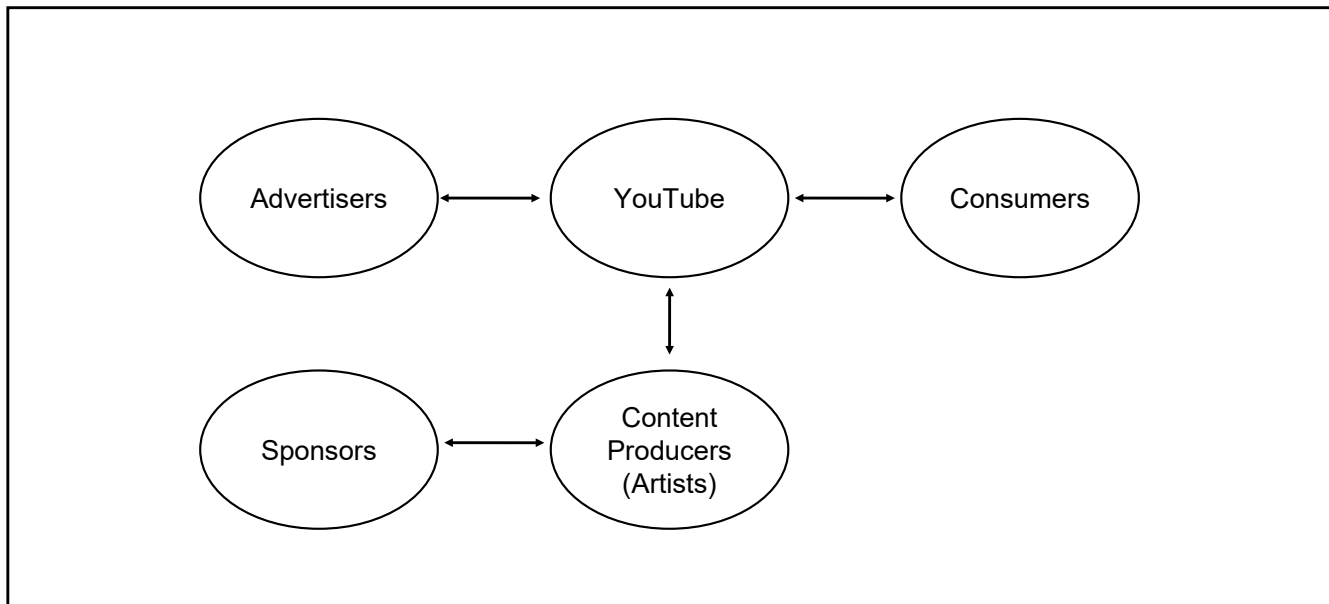 Advertisers
YouTube
Consumers
Sponsors
Content
Producers
(Artists)